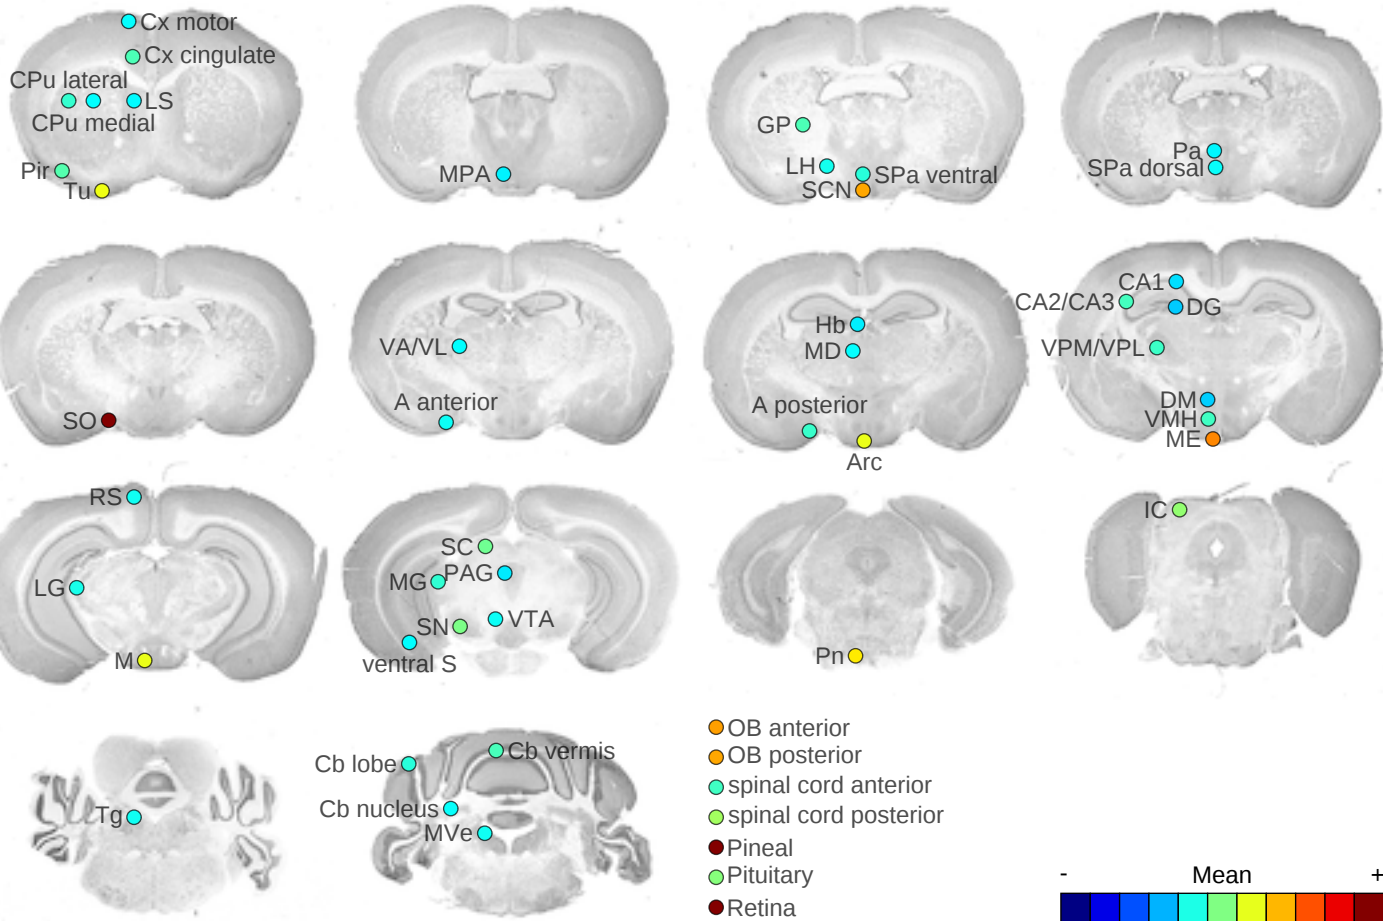 Cx motor
Cx cingulate
CPu lateral
LS
CPu medial
Pir
Tu
MPA
GP
LH
SPa ventral
SCN
Pa
SPa dorsal
SO
VA/VL
A anterior
Hb
MD
A posterior
Arc
CA1
CA2/CA3
DG
VPM/VPL
DM
VMH
ME
RS
LG
M
SC
MG
PAG
SN
VTA
ventral S
Pn
IC
Tg
Cb lobe
Cb vermis
Cb nucleus
MVe
OB anterior
OB posterior
spinal cord anterior
spinal cord posterior
Pineal
Pituitary
Retina
- Mean +